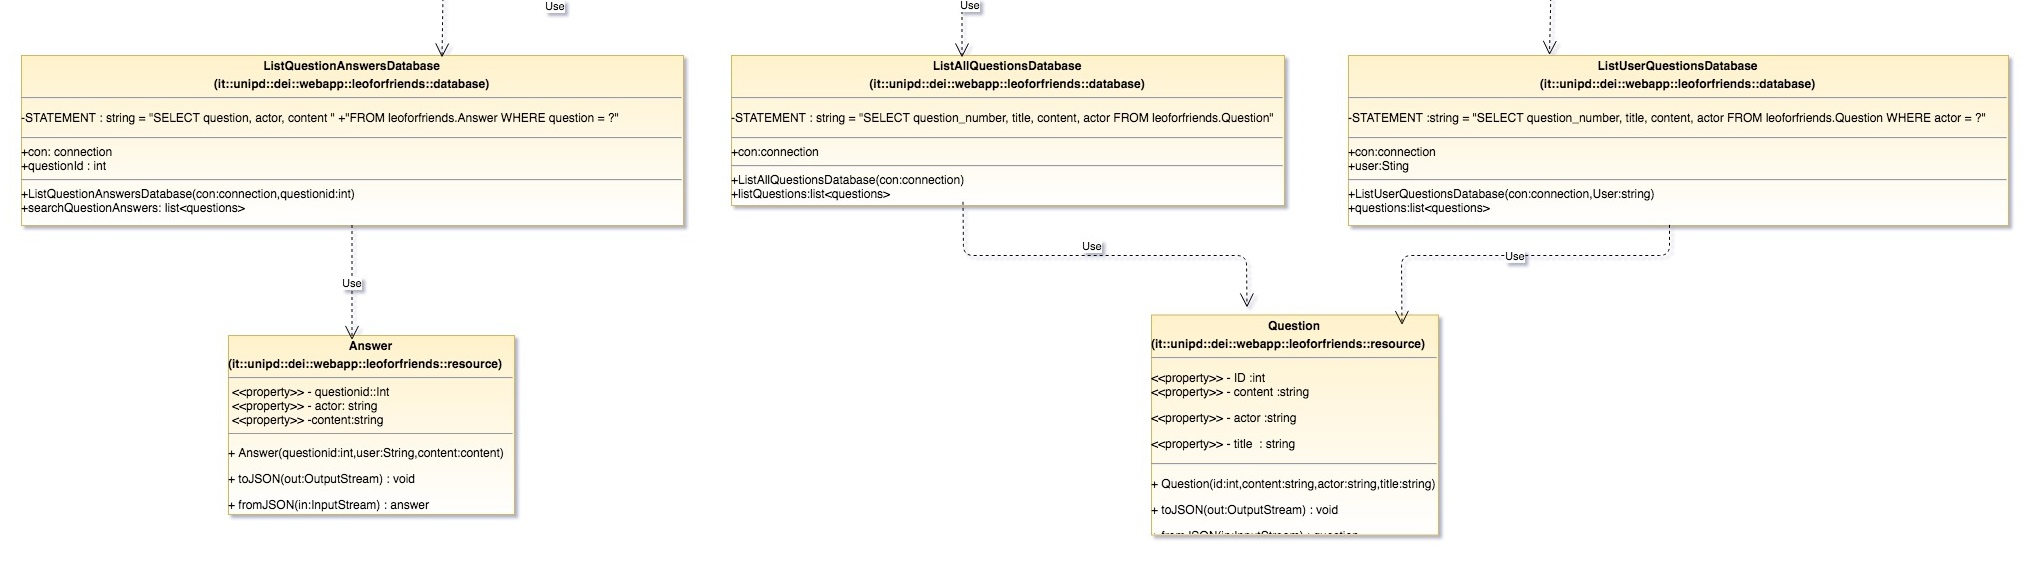 Use
Use
ListQuestionAnswersDatabase
(it::unipd::dei::webapp::leoforfriends::database)
-STATEMENT : string = "SELECT question, actor, content " +"FROM leoforfriends.Answer WHERE question = ?"
+con: connection
+questionId : int
+ListQuestionAnswersDatabase(con:connection,questionid:int)
+searchQuestionAnswers: list<questions>
ListAllQuestionsDatabase
(it::unipd::dei::webapp::leoforfriends::database)
-STATEMENT : string = "SELECT question_number, title, content, actor FROM leoforfriends.Question"
+con:connection
+ListAllQuestionsDatabase(con:connection)
+listQuestions:list<questions>
ListUserQuestionsDatabase
(it::unipd::dei::webapp::leoforfriends::database)
-STATEMENT :string = "SELECT question_number, title, content, actor FROM leoforfriends.Question WHERE actor = ?"
+con:connection
+user:Sting
+ListUserQuestionsDatabase(con:connection,User:string)
+questions:list<questions>
Use
Use
Use
Answer
(it::unipd::dei::webapp::leoforfriends::resource)
<<property>> - questionid::Int
<<property>> - actor: string
<<property>> -content:string
+ Answer(questionid:int,user:String,content:content)
+ toJSON(out:OutputStream) : void
+ fromJSON(in:InputStream) : answer
Question
(it::unipd::dei::webapp::leoforfriends::resource)
<<property>> - ID :int
<<property>> - content :string
<<property>> - actor :string
<<property>> - title : string
+ Question(id:int,content:string,actor:string,title:string)
+ toJSON(out:OutputStream) : void
+ fromJSON(in:InputStream) : question